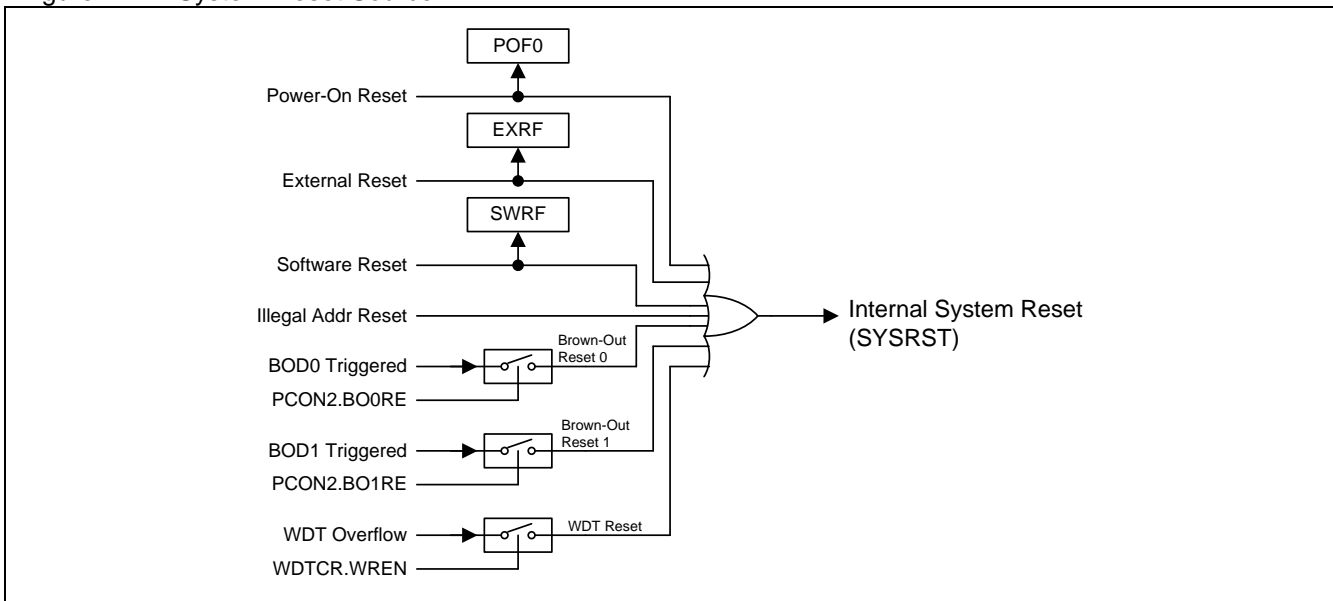 POF0
Power-On Reset
EXRF
External Reset
SWRF
Software Reset
Illegal Addr Reset
Internal System Reset
(SYSRST)
BOD0 Triggered
Brown-Out
Reset 0
PCON2.BO0RE
BOD1 Triggered
Brown-Out
Reset 1
PCON2.BO1RE
WDT Overflow
WDT Reset
WDTCR.WREN